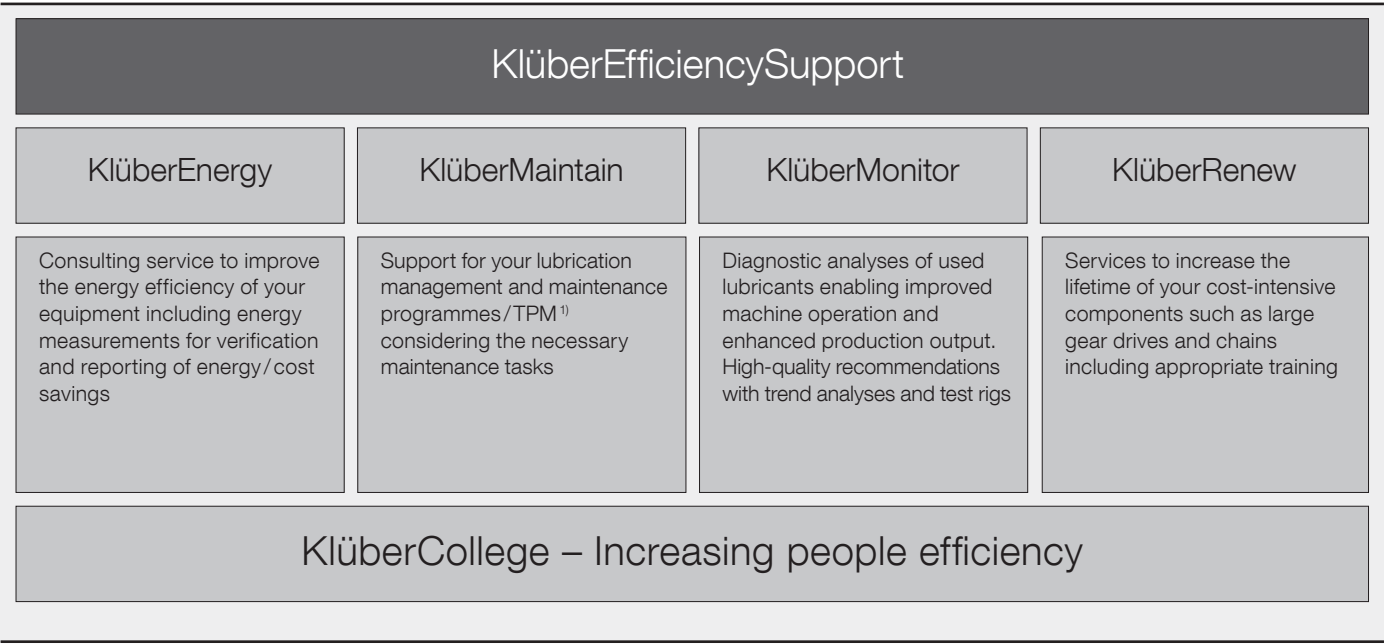 KlüberEfficiencySupport
KlüberEnergy
KlüberMaintain
KlüberMonitor
KlüberRenew
Consulting service to improve
the energy efficiency of your
equipment including energy
measurements for verification
and reporting of energy/cost
savings
Support for your lubrication
management and maintenance
programmes/TPM 1)
considering the necessary
maintenance tasks
Diagnostic analyses of used
lubricants enabling improved
machine operation and
enhanced production output.
High-quality recommendations
with trend analyses and test rigs
Services to increase the
lifetime of your cost-intensive
components such as large
gear drives and chains
including appropriate training
KlüberCollege – Increasing people efficiency